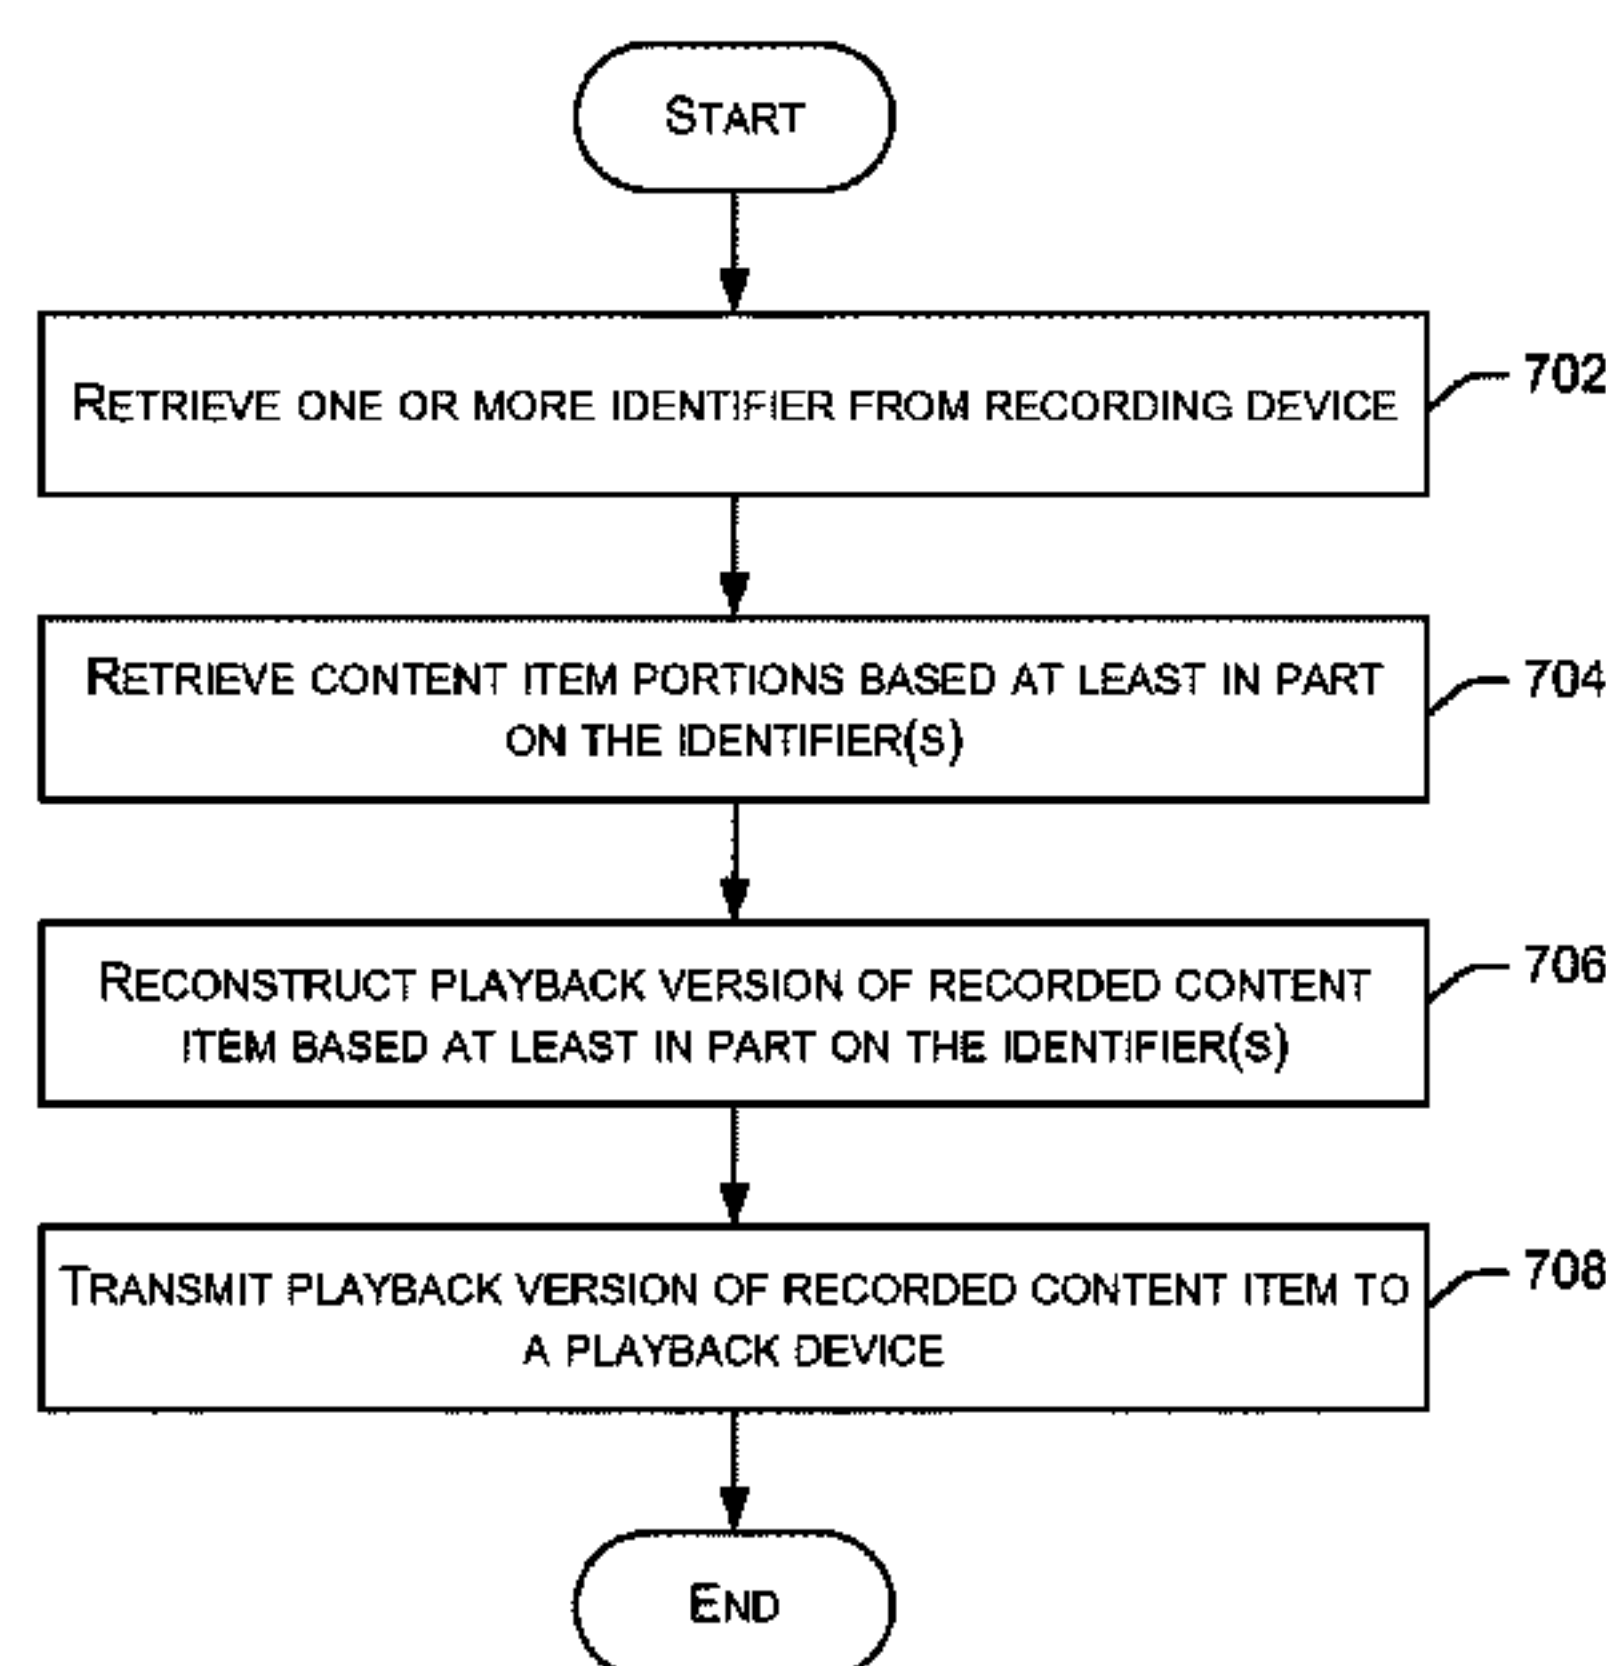 START
RETRIEVE ONE OR MORE IDENTIFIER FROM RECORDING DEVICE
702
RETRIEVE CONTENT ITEM PORTIONS BASED AT LEAST IN PART
ON THE IDENTIFIER(S)
704
RECONSTRUCT PLAYBACK VERSION OF RECORDED CONTENT
ITEM BASED AT LEAST IN PART ON THE IDENTIFIER(S)
706
TRANSMIT PLAYBACK VERSION OF RECORDED CONTENT ITEM TO
A PLAYBACK DEVICE
708
END